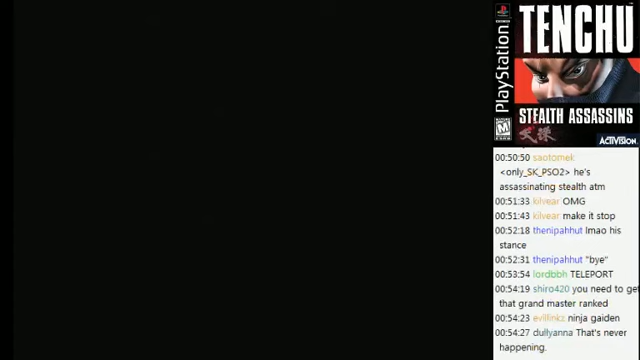 PlayStation
TENCHU
STEALTH ASSASSINS
ACTIVISION
00:50:50 saotomek
<only_SK_PSO2> he's
assassinating stealth atm
00:51:33 kilvear OMG
00:51:43 kilvear make it stop
00:52:18 thenipahhut lmao his
stance
00:52:31 thenipahhut "bye"
00:53:54 lordbbh TELEPORT
00:54:19 shiro420 you need to get
that grand master ranked
00:54:23 evillinkz ninja gaiden
00:54:27 dullyanna That's never
happening.